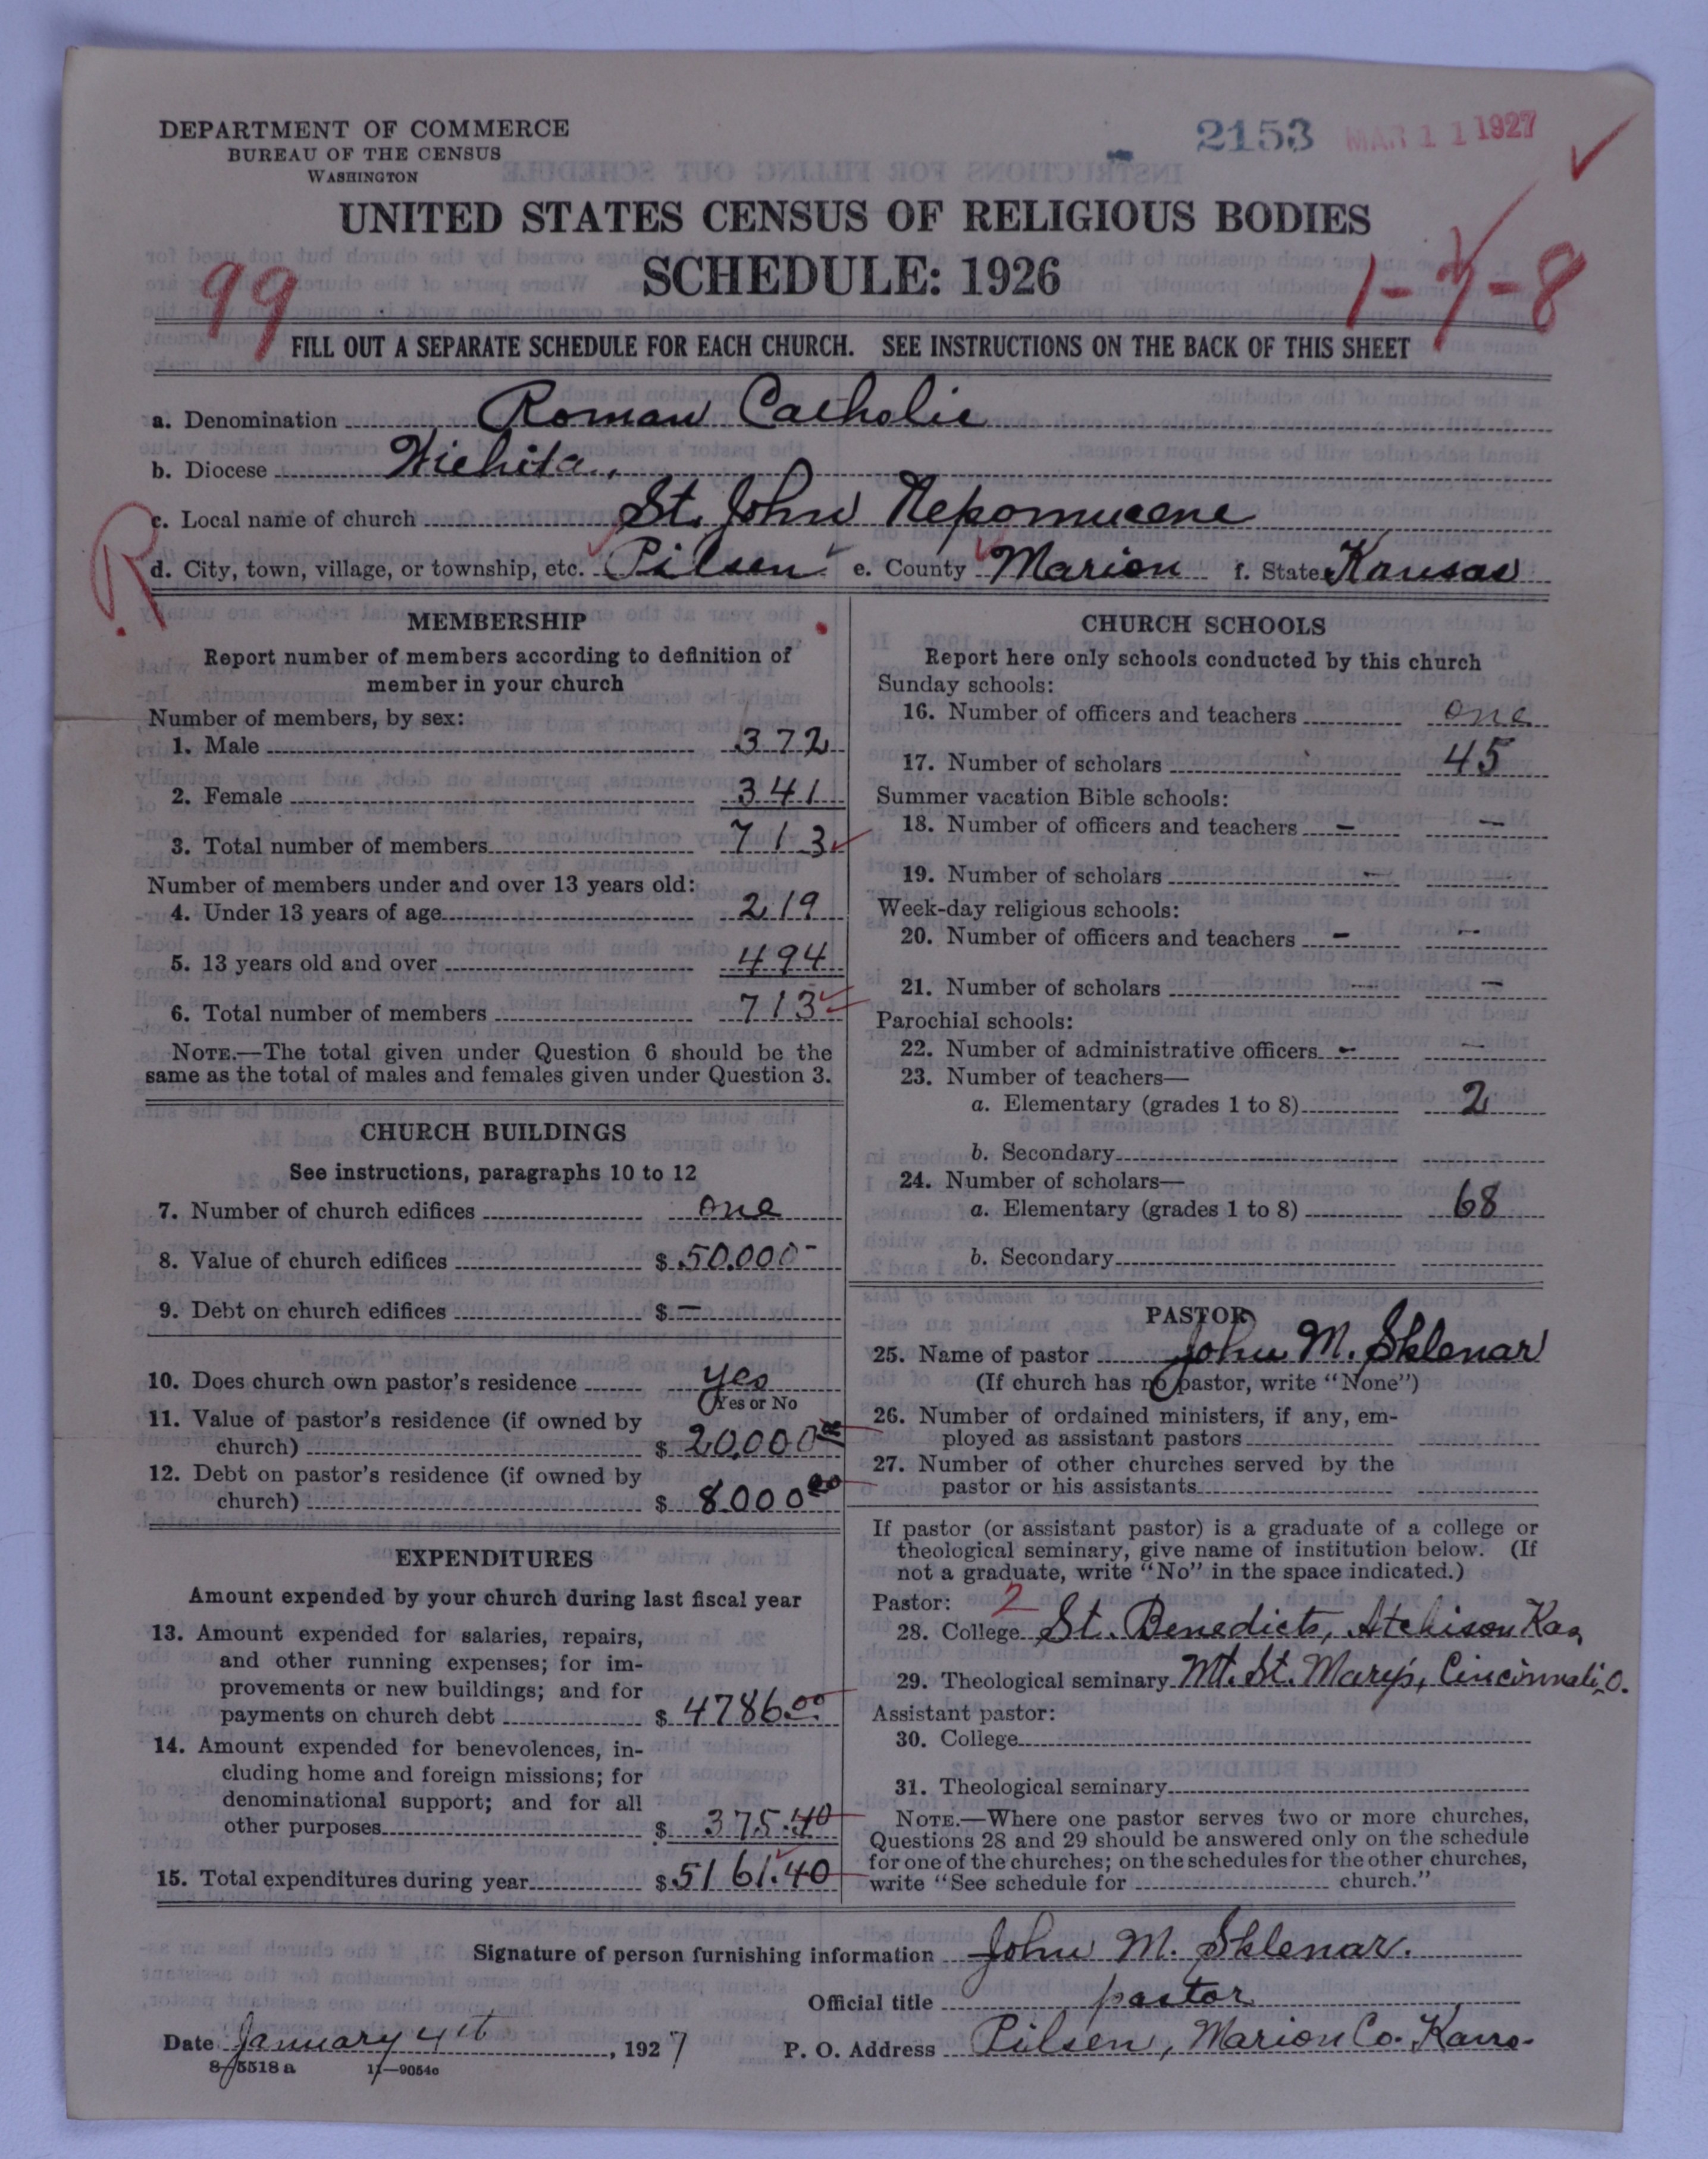 DEPARTMENT OF COMMERCE
BUREAU OF THE CENSUS
WASHINGTON
2153 MAR 11 1927
UNITED STATES CENSUS OF RELIGIOUS BODIES
SCHEDULE: 1926
99
FILL OUT A SEPARATE SCHEDULE FOR EACH CHURCH. SEE INSTRUCTIONS ON THE BACK OF THIS SHEET
a. Denomination Roman Catholic
b. Diocese Wichita.
c. Local name of church St. John Nepomucene
R
d. City, town, village, or township, etc. Pilsen e. County Marion f. State Kansas
MEMBERSHIP
Report number of members according to definition of
member in your church
Number of members, by sex:
1. Male 372
2. Female 341
3. Total number of members 713
Number of members under and over 13 years old:
4. Under 13 years of age 219
5. 13 years old and over 494
6. Total number of members 713
NOTE.—The total given under Question 6 should be the
same as the total of males and females given under Question 3.
CHURCH BUILDINGS
See instructions, paragraphs 10 to 12
7. Number of church edifices one
8. Value of church edifices $ 50.000-
9. Debt on church edifices $ —
10. Does church own pastor's residence yes
Yes or No
11. Value of pastor's residence (if owned by
church) $ 20,000 00
12. Debt on pastor's residence (if owned by
church) $ 8.000 00
EXPENDITURES
Amount expended by your church during last fiscal year
13. Amount expended for salaries, repairs,
and other running expenses; for im-
provements or new buildings; and for
payments on church debt $ 4786.00
14. Amount expended for benevolences, in-
cluding home and foreign missions; for
denominational support; and for all
other purposes $ 375.40
15. Total expenditures during year $ 5161.40
CHURCH SCHOOLS
Report here only schools conducted by this church
Sunday schools:
16. Number of officers and teachers one
17. Number of scholars 45
Summer vacation Bible schools:
18. Number of officers and teachers — —
19. Number of scholars — —
Week-day religious schools:
20. Number of officers and teachers — —
21. Number of scholars — —
Parochial schools:
22. Number of administrative officers — —
23. Number of teachers—
a. Elementary (grades 1 to 8) 2
b. Secondary
24. Number of scholars—
a. Elementary (grades 1 to 8) 68
b. Secondary
PASTOR
25. Name of pastor John M. Sklenar
(If church has no pastor, write "None")
26. Number of ordained ministers, if any, em-
ployed as assistant pastors
27. Number of other churches served by the
pastor or his assistants
If pastor (or assistant pastor) is a graduate of a college or
theological seminary, give name of institution below. (If
not a graduate, write "No" in the space indicated.)
Pastor: 2
28. College St. Benedicts, Atchison Kas,
29. Theological seminary Mt. St. Mary's, Cincinnati, O.
Assistant pastor:
30. College
31. Theological seminary
NOTE.—Where one pastor serves two or more churches,
Questions 28 and 29 should be answered only on the schedule
for one of the churches; on the schedules for the other churches,
write "See schedule for church."
Signature of person furnishing information John M. Sklenar.
Official title pastor
Date January 4th, 1927 P. O. Address Pilsen, Marion Co. Kans-
8-5518 a 11—9054c